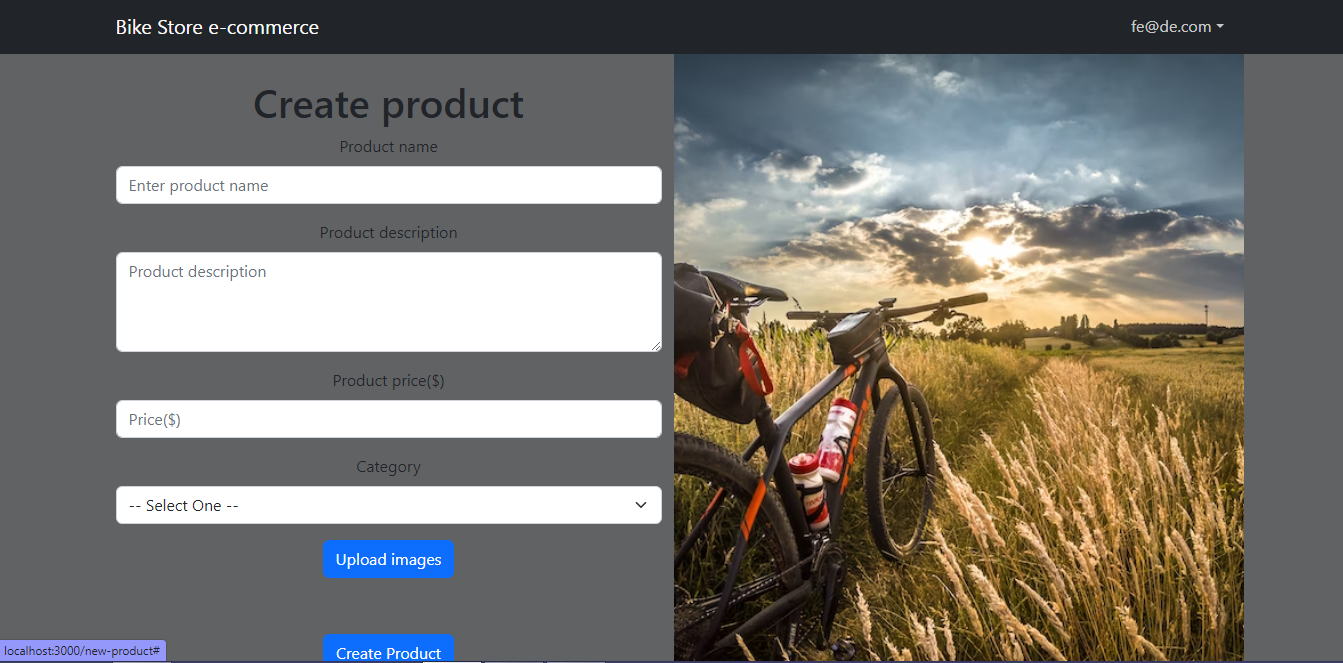 Bike Store e-commerce
fe@de.com
Create product
Product name
Enter product name
Product description
Product description
Product price($)
Price($)
Category
-- Select One --
Upload images
Create Product
localhost:3000/new-product#